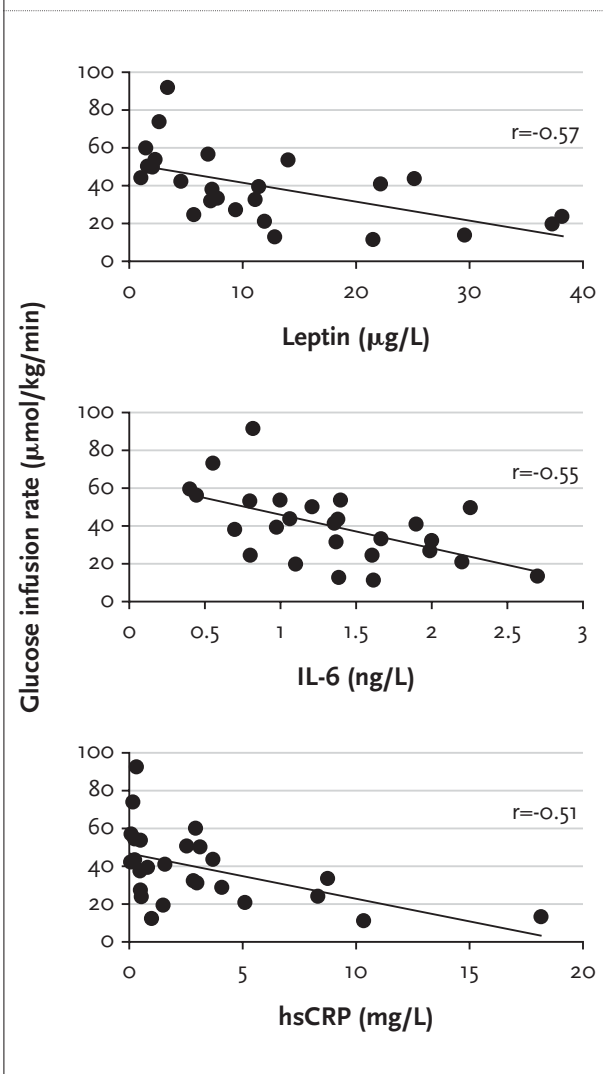 Glucose infusion rate (μmol/kg/min)
100
80
60
40
20
0
r=-0.57
0 10 20 30 40
Leptin (μg/L)
100
80
60
40
20
0
r=-0.55
0 0.5 1 1.5 2 2.5 3
IL-6 (ng/L)
100
80
60
40
20
0
r=-0.51
0 5 10 15 20
hsCRP (mg/L)